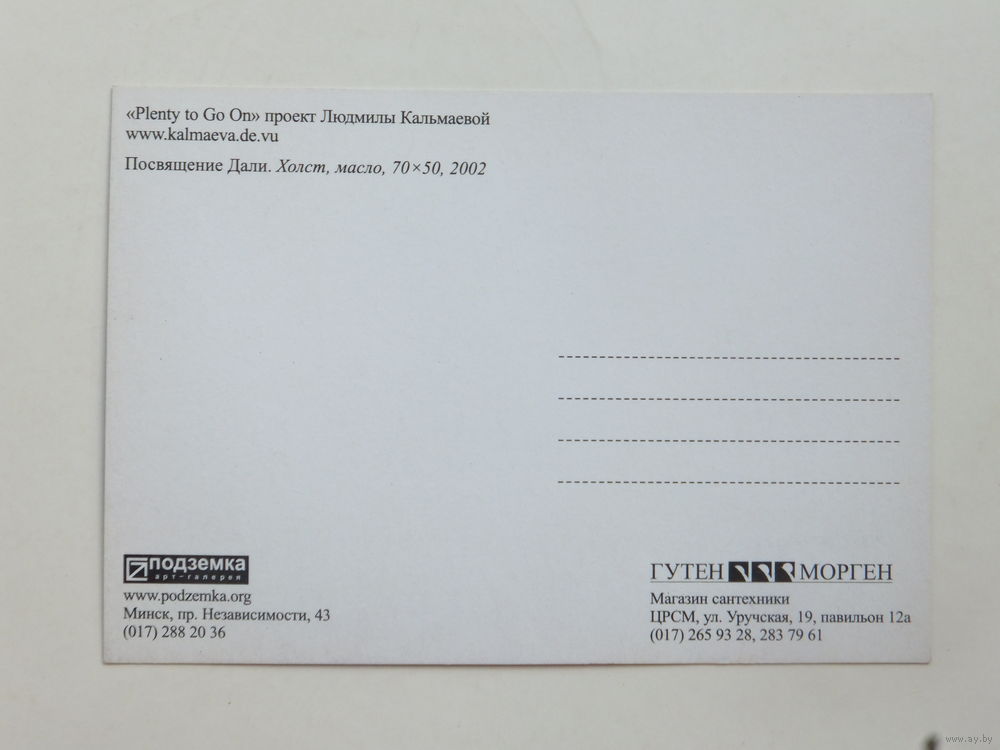 «Plenty to Go On» проект Людмилы Кальмаевой
www.kalmaeva.de.vu
Посвящение Дали. Холст, масло, 70×50, 2002
подземка
арт-галерея
www.podzemka.org
Минск, пр. Независимости, 43
(017) 288 20 36
ГУТЕН МОРГЕН
Магазин сантехники
ЦРСМ, ул. Уручская, 19, павильон 12а
(017) 265 93 28, 283 79 61
www.ay.by